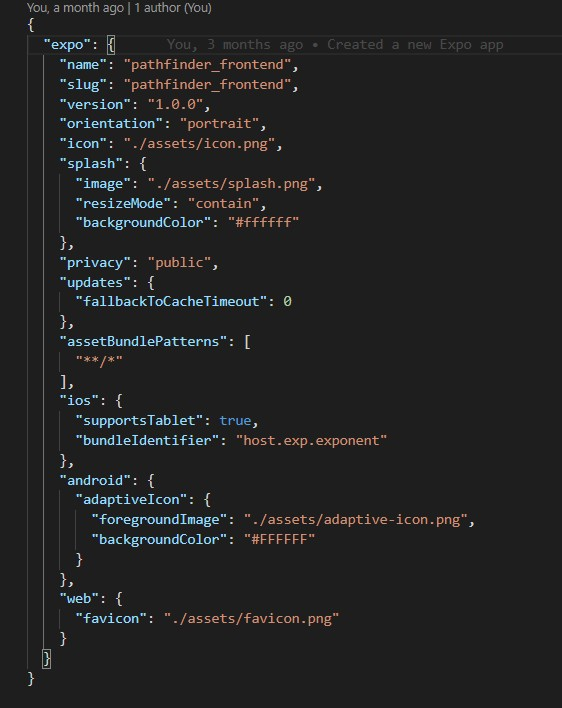 You, a month ago | 1 author (You)
{
  "expo": {        You, 3 months ago • Created a new Expo app
    "name": "pathfinder_frontend",
    "slug": "pathfinder_frontend",
    "version": "1.0.0",
    "orientation": "portrait",
    "icon": "./assets/icon.png",
    "splash": {
      "image": "./assets/splash.png",
      "resizeMode": "contain",
      "backgroundColor": "#ffffff"
    },
    "privacy": "public",
    "updates": {
      "fallbackToCacheTimeout": 0
    },
    "assetBundlePatterns": [
      "**/*"
    ],
    "ios": {
      "supportsTablet": true,
      "bundleIdentifier": "host.exp.exponent"
    },
    "android": {
      "adaptiveIcon": {
        "foregroundImage": "./assets/adaptive-icon.png",
        "backgroundColor": "#FFFFFF"
      }
    },
    "web": {
      "favicon": "./assets/favicon.png"
    }
  }
}